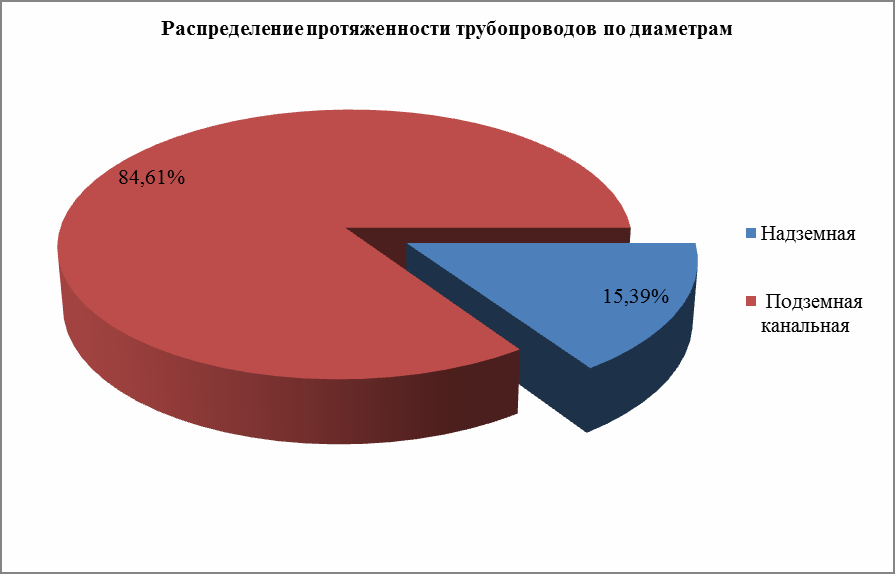 Распределение протяженности трубопроводов по диаметрам
84,61%
Надземная
15,39%
Подземная
канальная